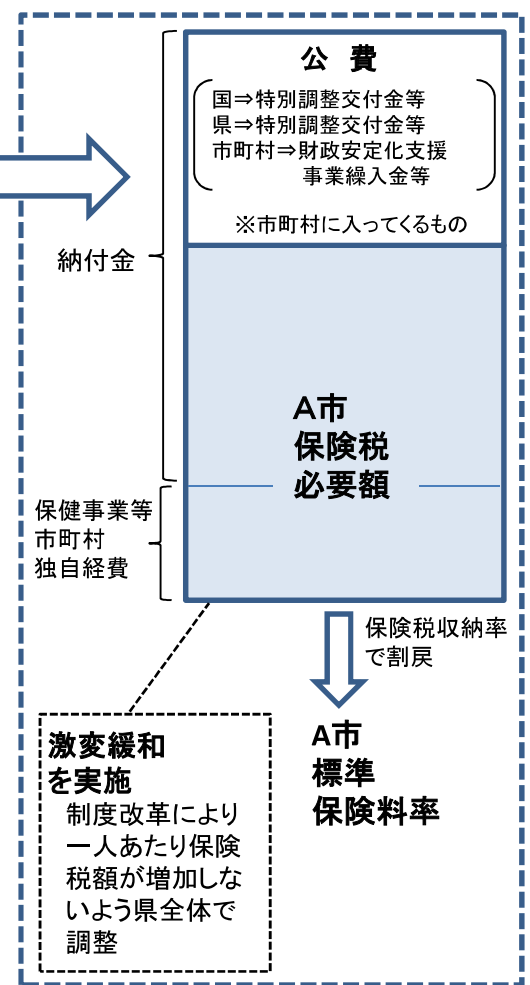 公 費
国⇒特別調整交付金等
県⇒特別調整交付金等
市町村⇒財政安定化支援
事業繰入金等
※市町村に入ってくるもの
納付金
A市
保険税
必要額
保健事業等
市町村
独自経費
保険税収納率
で割戻
A市
標準
保険料率
激変緩和
を実施
制度改革により
一人あたり保険
税額が増加しな
いよう県全体で
調整